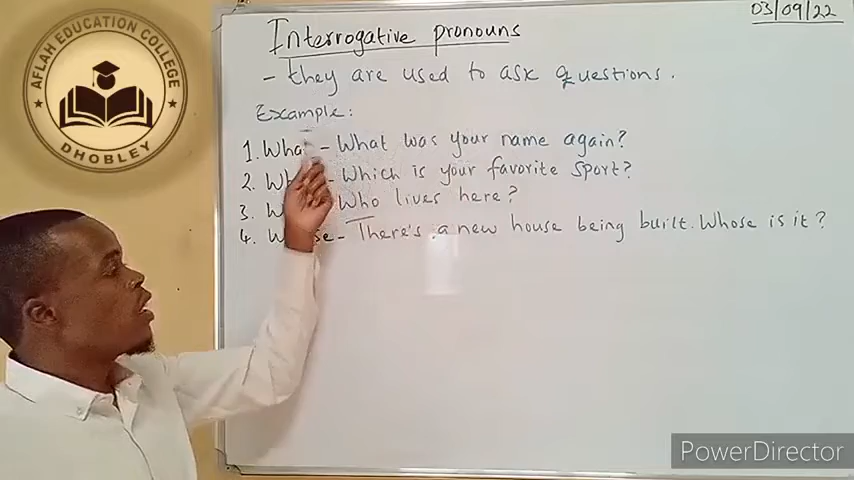 AFLAH EDUCATION COLLEGE
DHOBLEY
03/09/22
Interrogative pronouns
- they are used to ask questions.
Example:
1. What - What was your name again?
2. Wh - Which is your favorite sport?
3. W Who lives here?
4. Whose - There's a new house being built. Whose is it?
PowerDirector